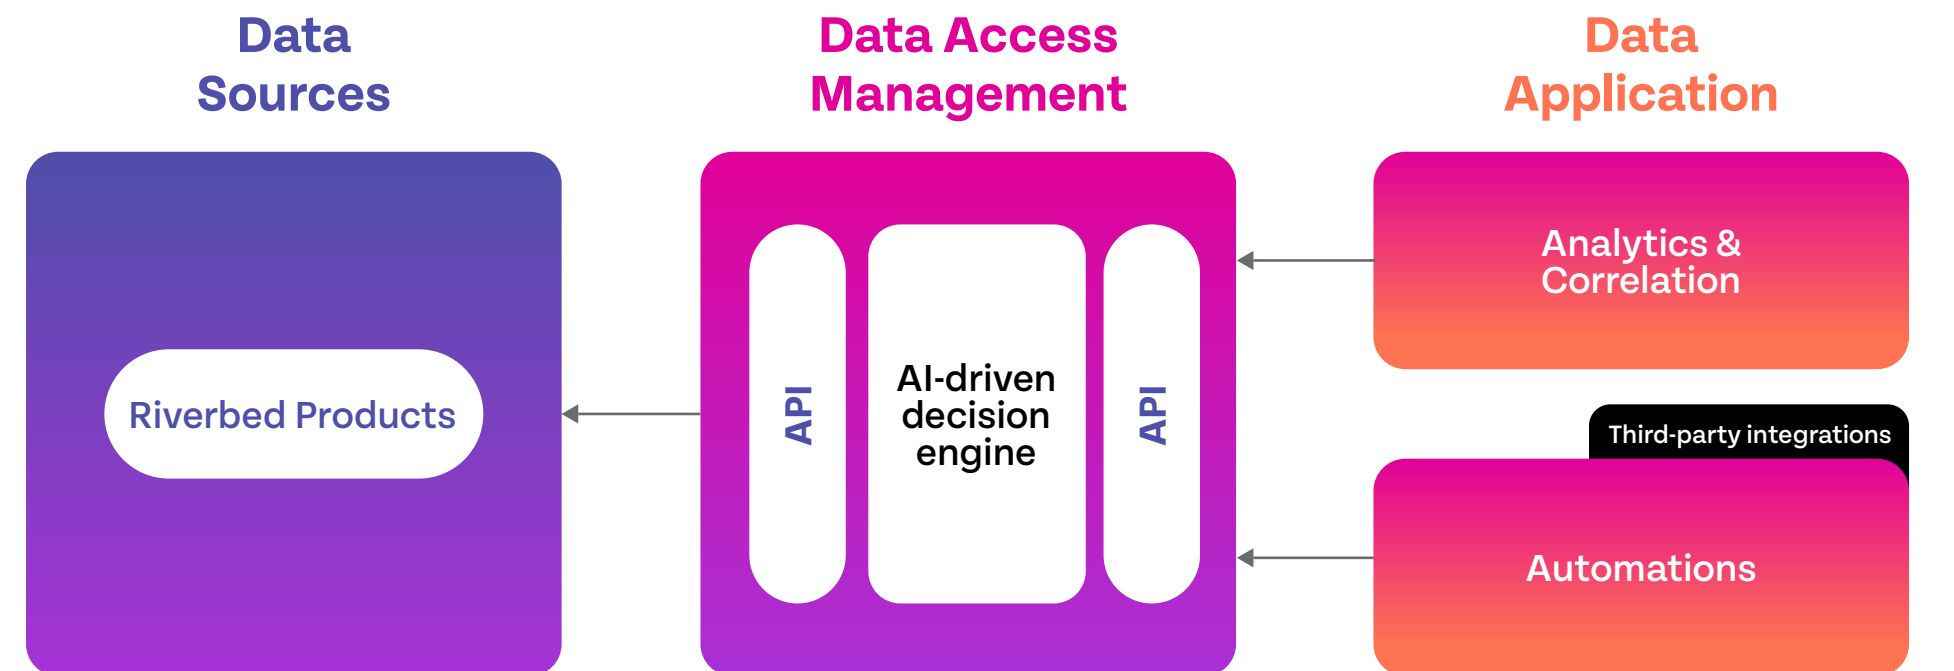 Data
Sources
Data Access
Management
Data
Application
Riverbed Products
API
AI-driven
decision
engine
API
Analytics &
Correlation
Third-party integrations
Automations